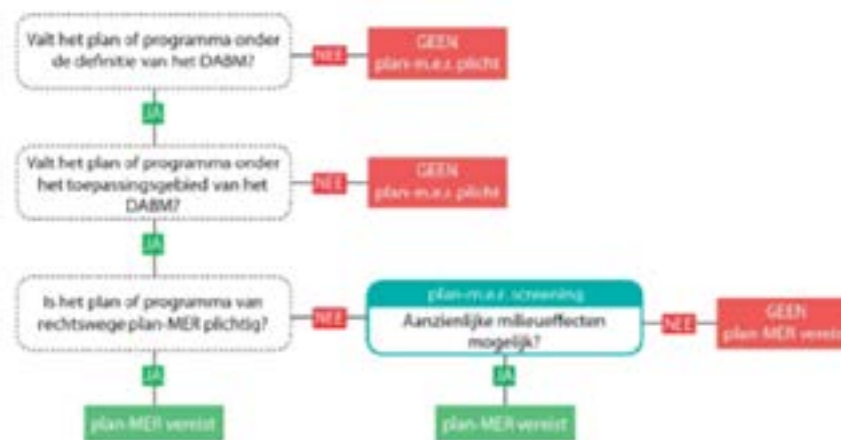 Valt het plan of programma onder
de definitie van het DABM?
NEE
GEEN
plan-m.e.r. plicht
JA
Valt het plan of programma onder
het toepassingsgebied van het
DABM?
NEE
GEEN
plan-m.e.r. plicht
JA
Is het plan of programma van
rechtswege plan-MER plichtig?
NEE
plan-m.e.r. screening
Aanzienlijke milieueffecten
mogelijk?
NEE
GEEN
plan-MER vereist
JA
JA
plan-MER vereist
plan-MER vereist